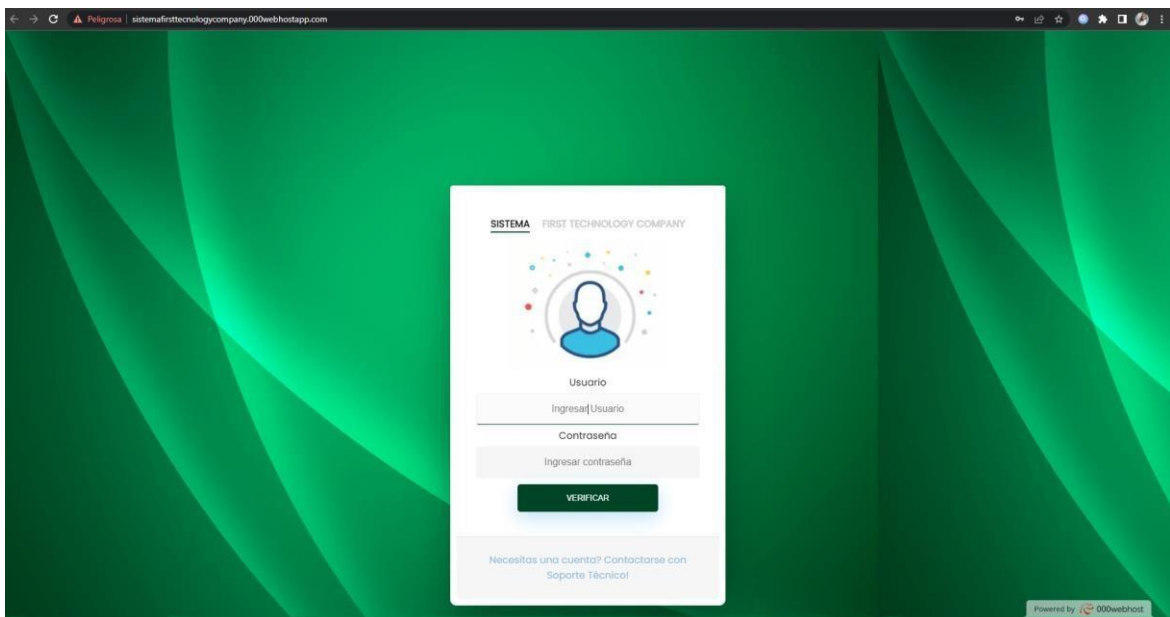 Peligrosa sistemafirsttecnologycompany.000webhostapp.com
SISTEMA FIRST TECHNOLOGY COMPANY
Usuario
Ingresar Usuario
Contraseña
Ingresar contraseña
VERIFICAR
Necesitas una cuenta? Contactarse con
Soporte Técnico!
Powered by 000webhost